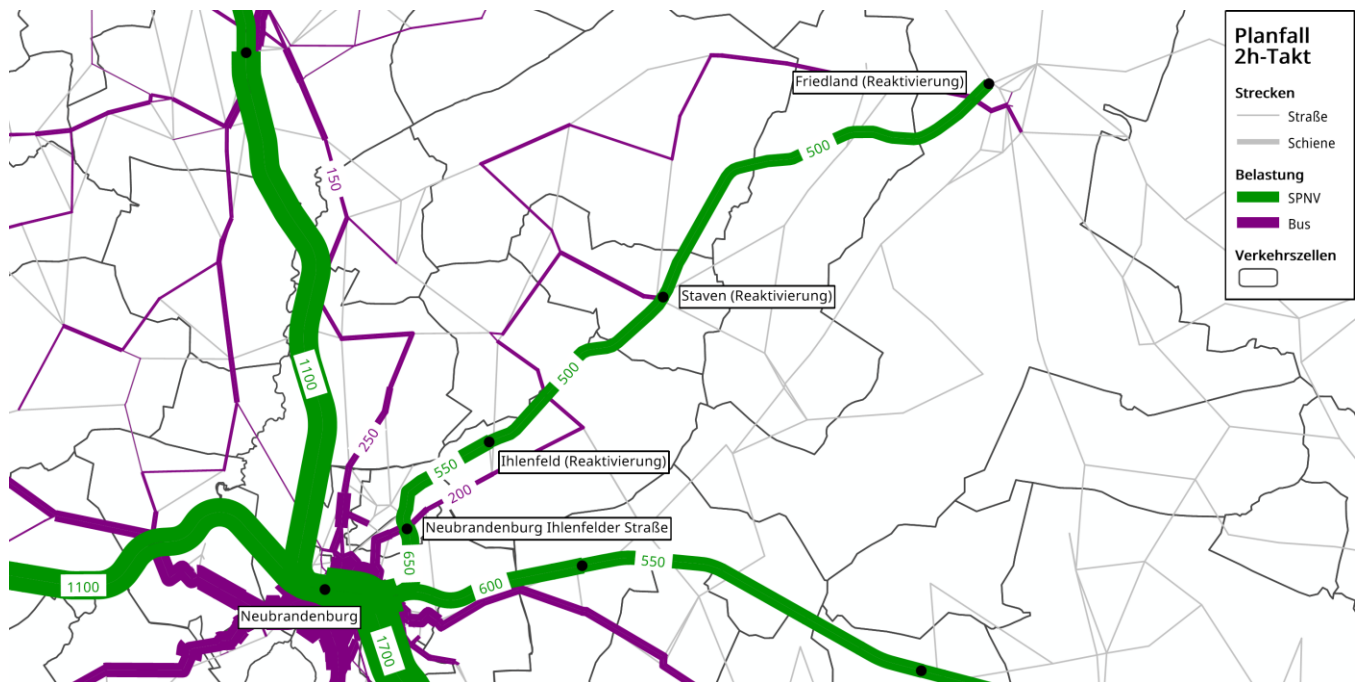 Planfall
2h-Takt
Strecken
Straße
Schiene
Belastung
SPNV
Bus
Verkehrszellen
Friedland (Reaktivierung)
500
150
Staven (Reaktivierung)
1100
500
250
550
Ihlenfeld (Reaktivierung)
200
Neubrandenburg Ihlenfelder Straße
650
550
600
1100
Neubrandenburg
1700